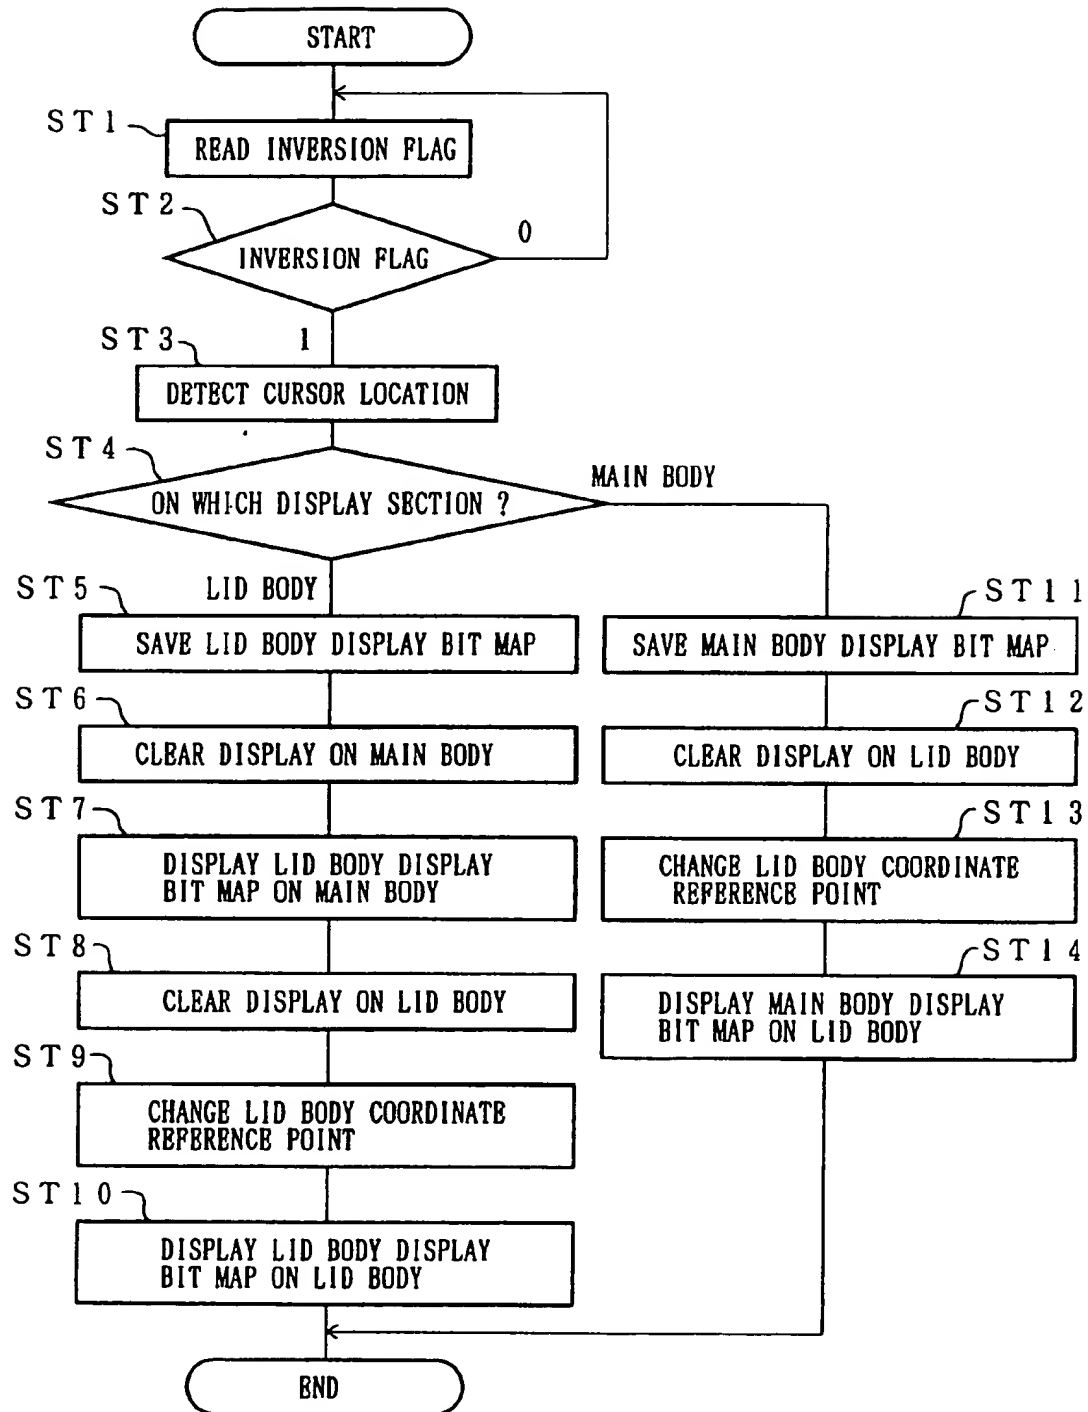 START
ST1
READ INVERSION FLAG
ST2
INVERSION FLAG
0
1
ST3
DETECT CURSOR LOCATION
ST4
ON WHICH DISPLAY SECTION ?
MAIN BODY
LID BODY
ST5
SAVE LID BODY DISPLAY BIT MAP
ST6
CLEAR DISPLAY ON MAIN BODY
ST7
DISPLAY LID BODY DISPLAY
BIT MAP ON MAIN BODY
ST8
CLEAR DISPLAY ON LID BODY
ST9
CHANGE LID BODY COORDINATE
REFERENCE POINT
ST10
DISPLAY LID BODY DISPLAY
BIT MAP ON LID BODY
ST11
SAVE MAIN BODY DISPLAY BIT MAP
ST12
CLEAR DISPLAY ON LID BODY
ST13
CHANGE LID BODY COORDINATE
REFERENCE POINT
ST14
DISPLAY MAIN BODY DISPLAY
BIT MAP ON LID BODY
END